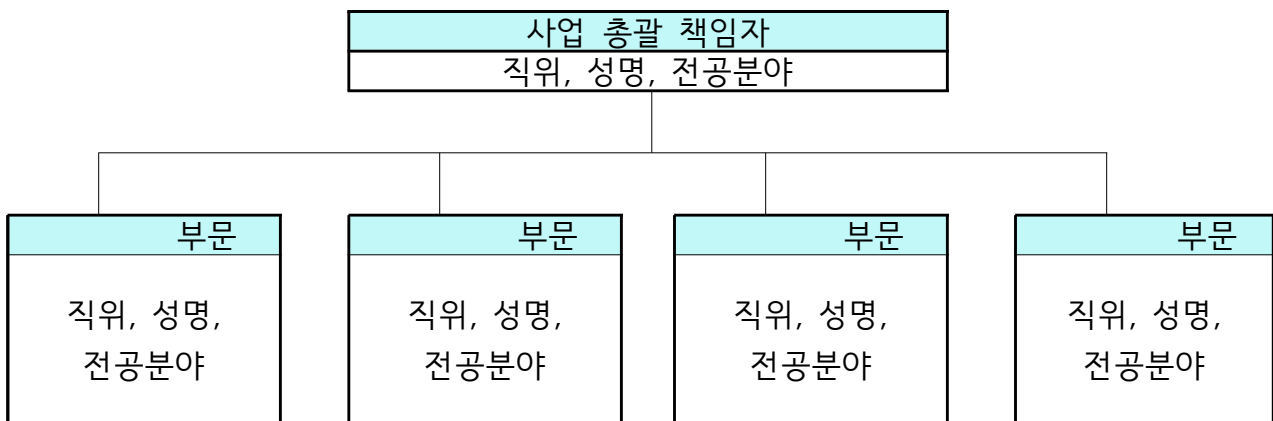 사업 총괄 책임자
직위, 성명, 전공분야
부문
직위, 성명,
전공분야
부문
직위, 성명,
전공분야
부문
직위, 성명,
전공분야
부문
직위, 성명,
전공분야